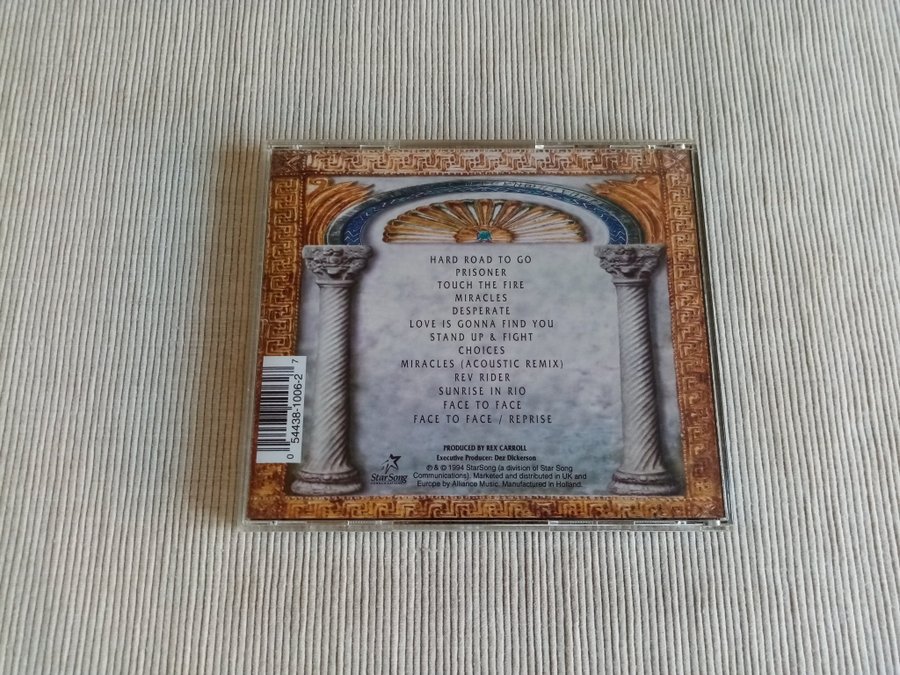 HARD ROAD TO GO
PRISONER
TOUCH THE FIRE
MIRACLES
DESPERATE
LOVE IS GONNA FIND YOU
STAND UP & FIGHT
CHOICES
MIRACLES (ACOUSTIC REMIX)
REV RIDER
SUNRISE IN RIO
FACE TO FACE
FACE TO FACE / REPRISE
0 54438-1006-2 7
PRODUCED BY REX CARROLL
Executive Producer: Dez Dickerson
StarSong
℗ & © 1994 StarSong (a division of Star Song
Communications). Marketed and distributed in UK and
Europe by Alliance Music. Manufactured in Holland.